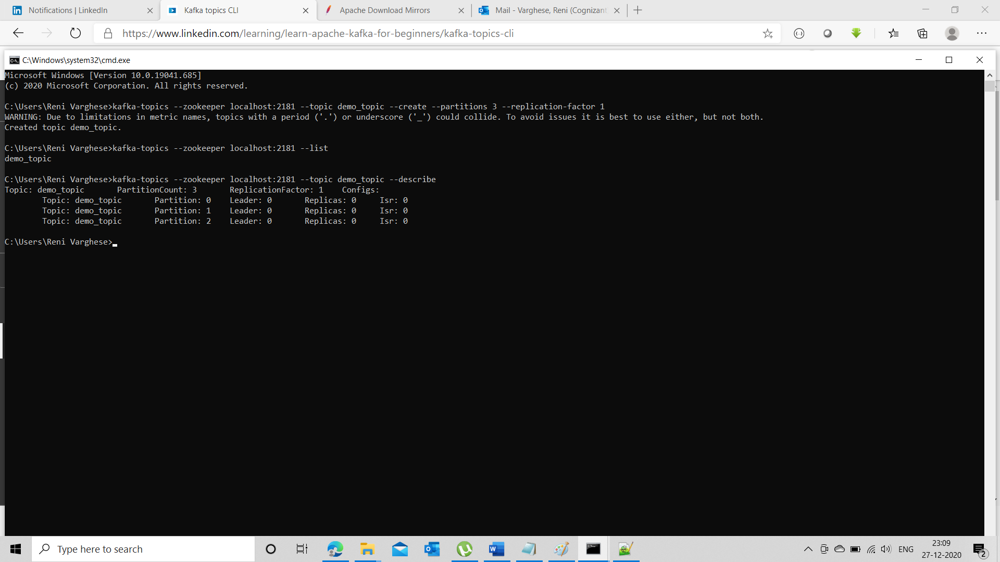 Notifications | LinkedIn
Kafka topics CLI
Apache Download Mirrors
Mail - Varghese, Reni (Cognizant
https://www.linkedin.com/learning/learn-apache-kafka-for-beginners/kafka-topics-cli
C:\Windows\system32\cmd.exe
Microsoft Windows [Version 10.0.19041.685]
(c) 2020 Microsoft Corporation. All rights reserved.
C:\Users\Reni Varghese>kafka-topics --zookeeper localhost:2181 --topic demo_topic --create --partitions 3 --replication-factor 1
WARNING: Due to limitations in metric names, topics with a period ('.') or underscore ('_') could collide. To avoid issues it is best to use either, but not both.
Created topic demo_topic.
C:\Users\Reni Varghese>kafka-topics --zookeeper localhost:2181 --list
demo_topic
C:\Users\Reni Varghese>kafka-topics --zookeeper localhost:2181 --topic demo_topic --describe
Topic: demo_topic PartitionCount: 3 ReplicationFactor: 1 Configs:
Topic: demo_topic Partition: 0 Leader: 0 Replicas: 0 Isr: 0
Topic: demo_topic Partition: 1 Leader: 0 Replicas: 0 Isr: 0
Topic: demo_topic Partition: 2 Leader: 0 Replicas: 0 Isr: 0
C:\Users\Reni Varghese>
Type here to search
ENG
23:09
27-12-2020
2